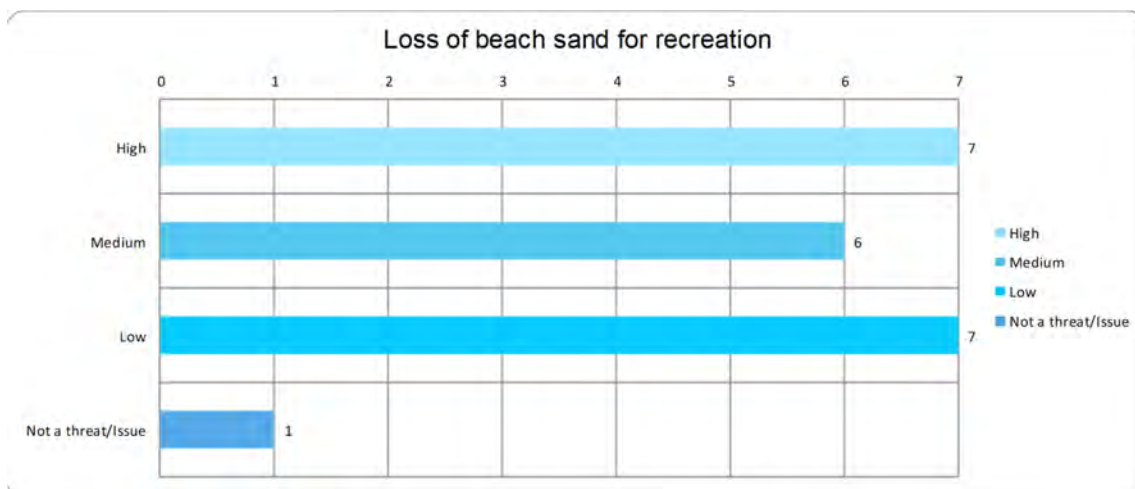 Loss of beach sand for recreation
0 1 2 3 4 5 6 7
High 7
Medium 6
Low 7
Not a threat/Issue 1
High
Medium
Low
Not a threat/Issue